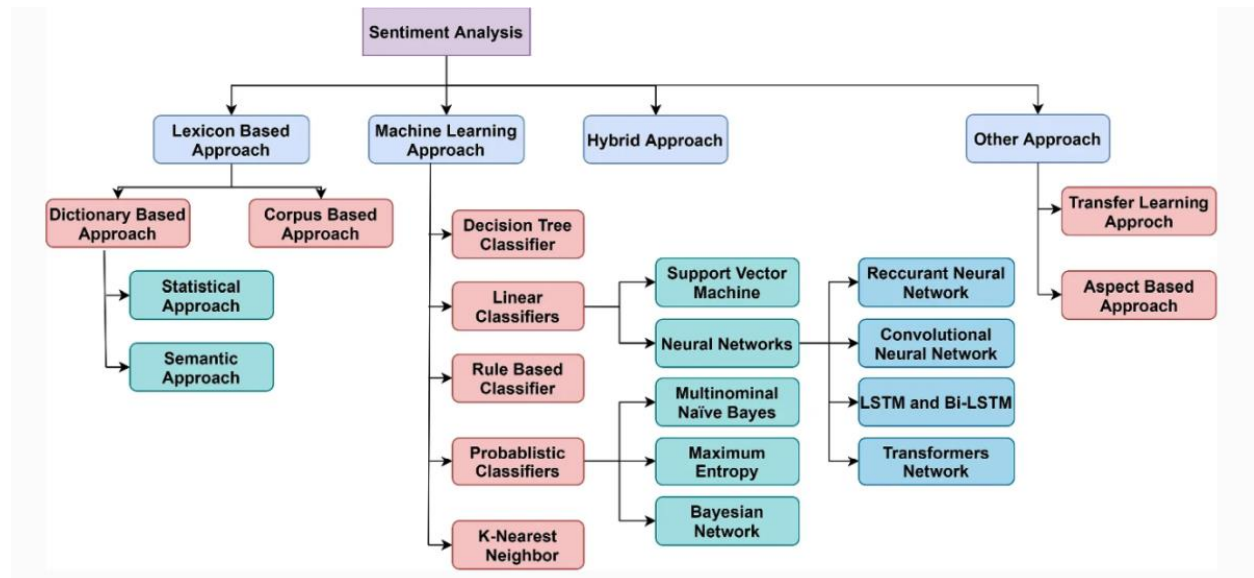 Sentiment Analysis
Lexicon Based
Approach
Machine Learning
Approach
Hybrid Approach
Other Approach
Dictionary Based
Approach
Corpus Based
Approach
Statistical
Approach
Semantic
Approach
Decision Tree
Classifier
Linear
Classifiers
Rule Based
Classifier
Probablistic
Classifiers
K-Nearest
Neighbor
Support Vector
Machine
Neural Networks
Multinominal
Naïve Bayes
Maximum
Entropy
Bayesian
Network
Reccurant Neural
Network
Convolutional
Neural Network
LSTM and Bi-LSTM
Transformers
Network
Transfer Learning
Approch
Aspect Based
Approach